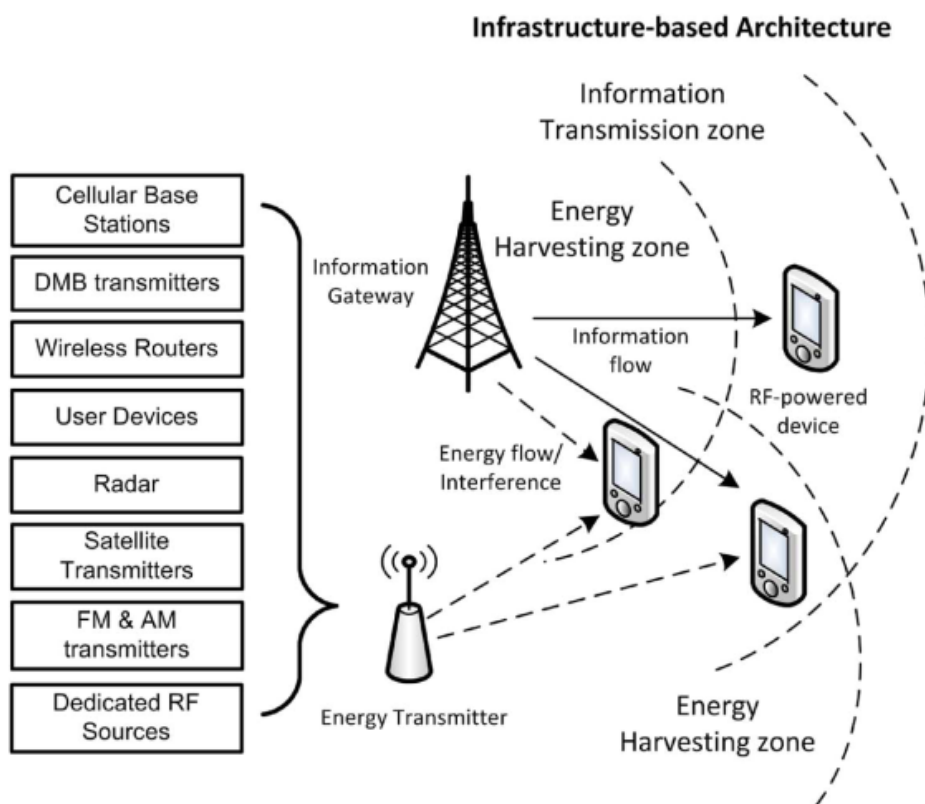 Infrastructure-based Architecture
Information
Transmission zone
Energy
Harvesting zone
Cellular Base
Stations
DMB transmitters
Wireless Routers
User Devices
Radar
Satellite
Transmitters
FM & AM
transmitters
Dedicated RF
Sources
Information
Gateway
Information
flow
RF-powered
device
Energy flow/
Interference
Energy Transmitter
Energy
Harvesting zone